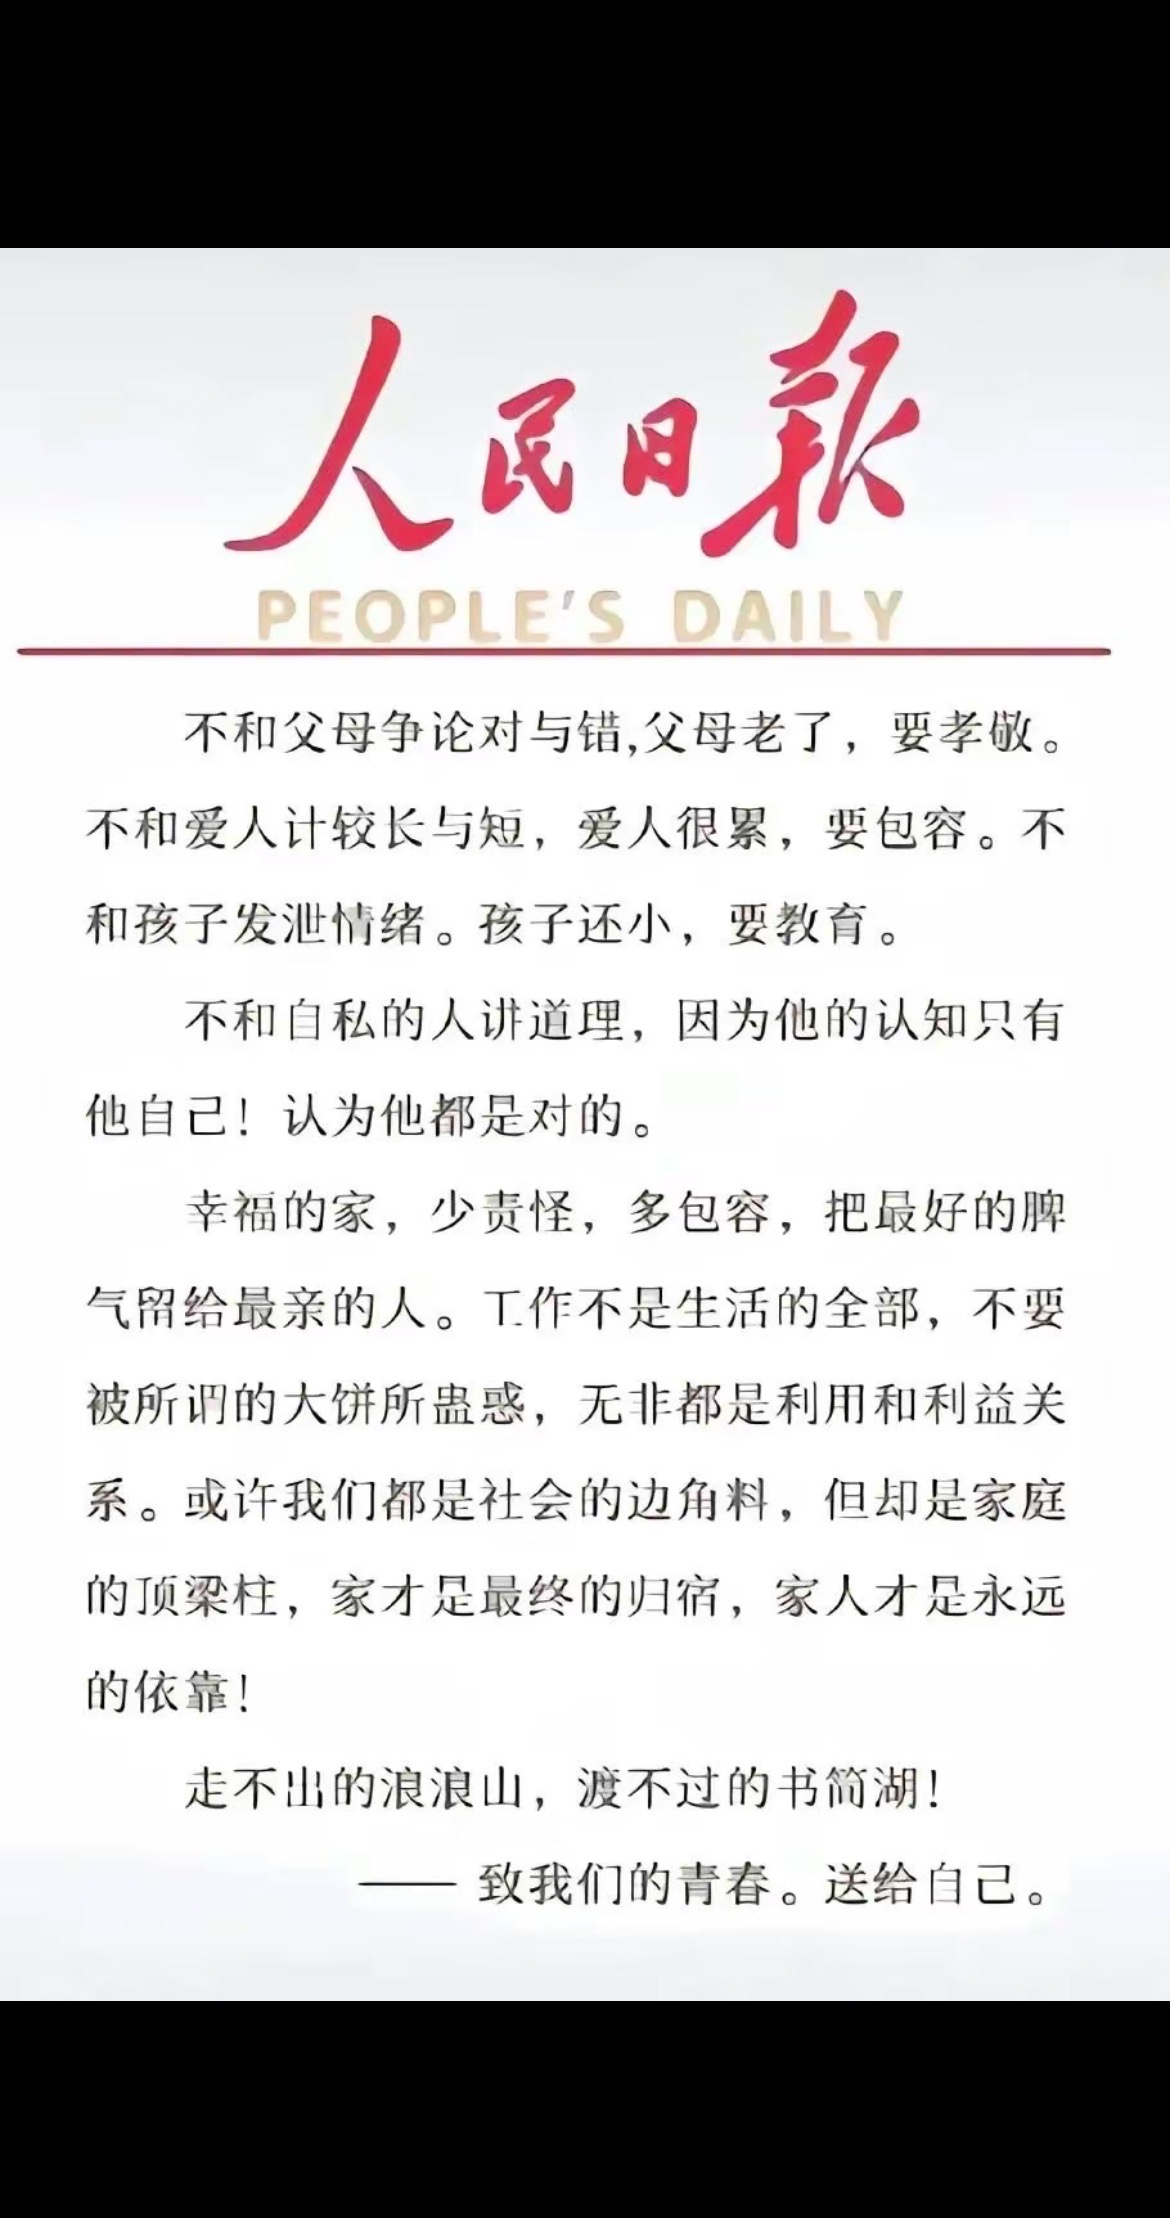 人民日报
PEOPLE'S DAILY
不和父母争论对与错,父母老了，要孝敬。
不和爱人计较长与短，爱人很累，要包容。不
和孩子发泄情绪。孩子还小，要教育。
不和自私的人讲道理，因为他的认知只有
他自己！认为他都是对的。
幸福的家，少责怪，多包容，把最好的脾
气留给最亲的人。工作不是生活的全部，不要
被所谓的大饼所蛊惑，无非都是利用和利益关
系。或许我们都是社会的边角料，但却是家庭
的顶梁柱，家才是最终的归宿，家人才是永远
的依靠！
走不出的浪浪山，渡不过的书简湖！
—— 致我们的青春。送给自己。